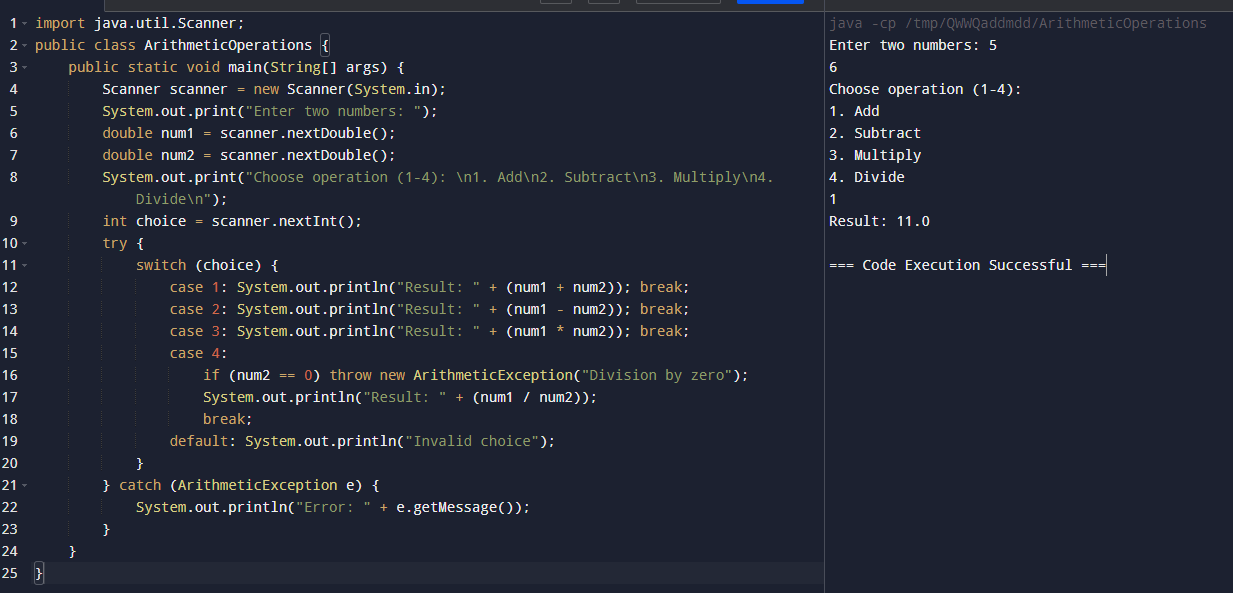 1 import java.util.Scanner;
2 public class ArithmeticOperations {
3 public static void main(String[] args) {
4 Scanner scanner = new Scanner(System.in);
5 System.out.print("Enter two numbers: ");
6 double num1 = scanner.nextDouble();
7 double num2 = scanner.nextDouble();
8 System.out.print("Choose operation (1-4): \n1. Add\n2. Subtract\n3. Multiply\n4.
Divide\n");
9 int choice = scanner.nextInt();
10 try {
11 switch (choice) {
12 case 1: System.out.println("Result: " + (num1 + num2)); break;
13 case 2: System.out.println("Result: " + (num1 - num2)); break;
14 case 3: System.out.println("Result: " + (num1 * num2)); break;
15 case 4:
16 if (num2 == 0) throw new ArithmeticException("Division by zero");
17 System.out.println("Result: " + (num1 / num2));
18 break;
19 default: System.out.println("Invalid choice");
20 }
21 } catch (ArithmeticException e) {
22 System.out.println("Error: " + e.getMessage());
23 }
24 }
25 }
java -cp /tmp/QWWQaddmdd/ArithmeticOperations
Enter two numbers: 5
6
Choose operation (1-4):
1. Add
2. Subtract
3. Multiply
4. Divide
1
Result: 11.0
=== Code Execution Successful ===